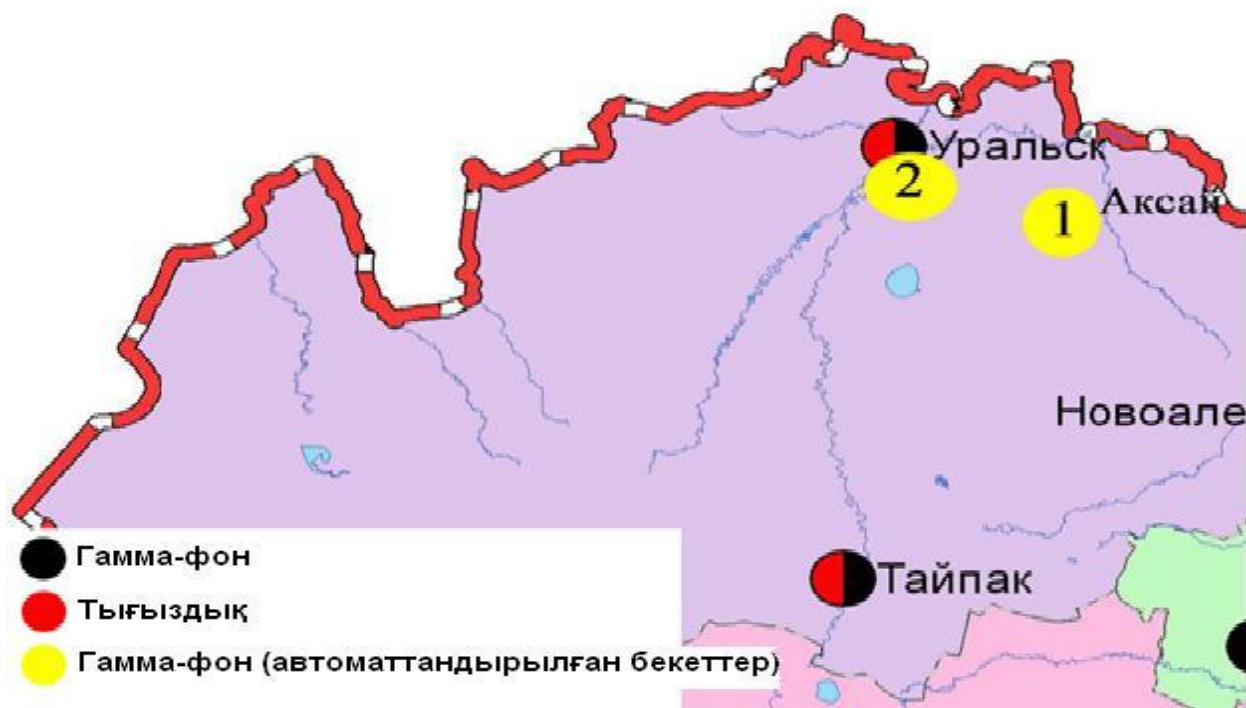 Уральск
2
1
Аксай
Новоале
Тайпак
Гамма-фон
Тығыздық
Гамма-фон (автоматтандырылған бекеттер)